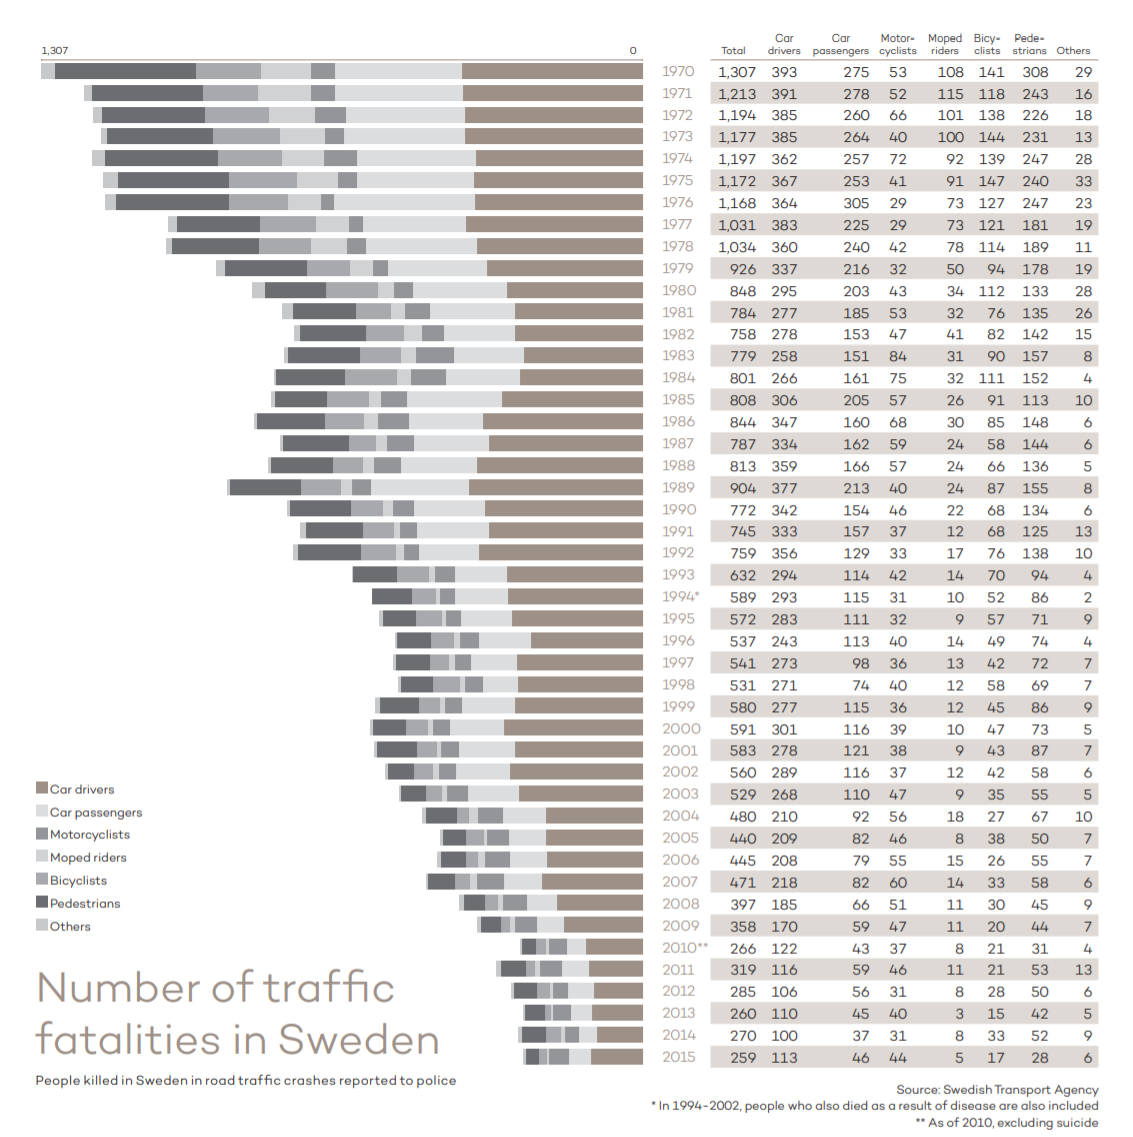 1,307 0
Car Car Motor- Moped Bicy- Pede-
Total drivers passengers cyclists riders clists strians Others
1970 1,307 393 275 53 108 141 308 29
1971 1,213 391 278 52 115 118 243 16
1972 1,194 385 260 66 101 138 226 18
1973 1,177 385 264 40 100 144 231 13
1974 1,197 362 257 72 92 139 247 28
1975 1,172 367 253 41 91 147 240 33
1976 1,168 364 305 29 73 127 247 23
1977 1,031 383 225 29 73 121 181 19
1978 1,034 360 240 42 78 114 189 11
1979 926 337 216 32 50 94 178 19
1980 848 295 203 43 34 112 133 28
1981 784 277 185 53 32 76 135 26
1982 758 278 153 47 41 82 142 15
1983 779 258 151 84 31 90 157 8
1984 801 266 161 75 32 111 152 4
1985 808 306 205 57 26 91 113 10
1986 844 347 160 68 30 85 148 6
1987 787 334 162 59 24 58 144 6
1988 813 359 166 57 24 66 136 5
1989 904 377 213 40 24 87 155 8
1990 772 342 154 46 22 68 134 6
1991 745 333 157 37 12 68 125 13
1992 759 356 129 33 17 76 138 10
1993 632 294 114 42 14 70 94 4
1994* 589 293 115 31 10 52 86 2
1995 572 283 111 32 9 57 71 9
1996 537 243 113 40 14 49 74 4
1997 541 273 98 36 13 42 72 7
1998 531 271 74 40 12 58 69 7
1999 580 277 115 36 12 45 86 9
2000 591 301 116 39 10 47 73 5
2001 583 278 121 38 9 43 87 7
2002 560 289 116 37 12 42 58 6
2003 529 268 110 47 9 35 55 5
2004 480 210 92 56 18 27 67 10
2005 440 209 82 46 8 38 50 7
2006 445 208 79 55 15 26 55 7
2007 471 218 82 60 14 33 58 6
2008 397 185 66 51 11 30 45 9
2009 358 170 59 47 11 20 44 7
2010** 266 122 43 37 8 21 31 4
2011 319 116 59 46 11 21 53 13
2012 285 106 56 31 8 28 50 6
2013 260 110 45 40 3 15 42 5
2014 270 100 37 31 8 33 52 9
2015 259 113 46 44 5 17 28 6
Car drivers
Car passengers
Motorcyclists
Moped riders
Bicyclists
Pedestrians
Others
Number of traffic
fatalities in Sweden
People killed in Sweden in road traffic crashes reported to police
Source: Swedish Transport Agency
* In 1994-2002, people who also died as a result of disease are also included
** As of 2010, excluding suicide